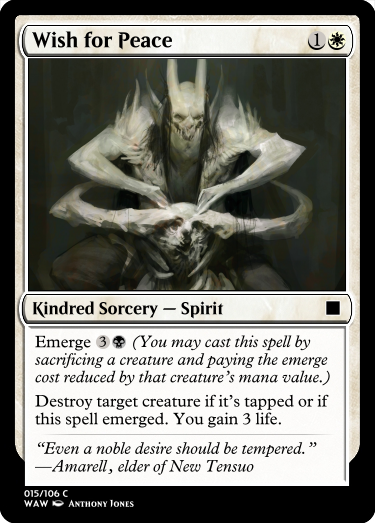 Wish for Peace 1
Kindred Sorcery — Spirit
Emerge 3 (You may cast this spell by
sacrificing a creature and paying the emerge
cost reduced by that creature's mana value.)
Destroy target creature if it's tapped or if
this spell emerged. You gain 3 life.
"Even a noble desire should be tempered."
—Amarell, elder of New Tensuo
015/106 C
WAW Anthony Jones